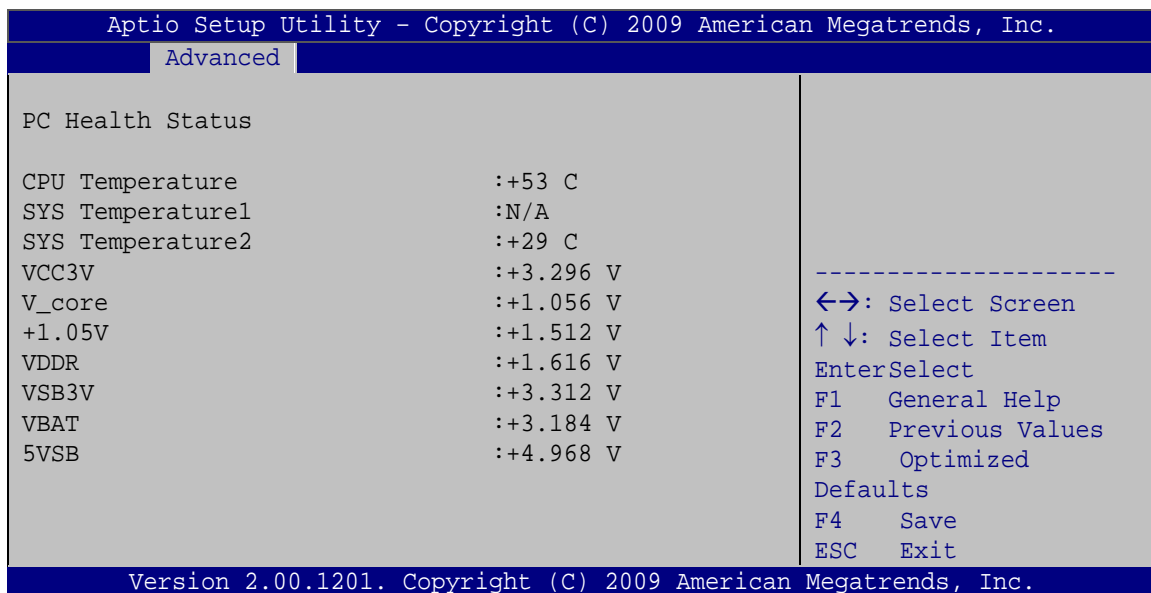 Aptio Setup Utility – Copyright (C) 2009 American Megatrends, Inc.
Advanced
PC Health Status
CPU Temperature :+53 C
SYS Temperature1 :N/A
SYS Temperature2 :+29 C
VCC3V :+3.296 V
V_core :+1.056 V
+1.05V :+1.512 V
VDDR :+1.616 V
VSB3V :+3.312 V
VBAT :+3.184 V
5VSB :+4.968 V
---------------------
←→: Select Screen
↑ ↓: Select Item
EnterSelect
F1 General Help
F2 Previous Values
F3 Optimized
Defaults
F4 Save
ESC Exit
Version 2.00.1201. Copyright (C) 2009 American Megatrends, Inc.